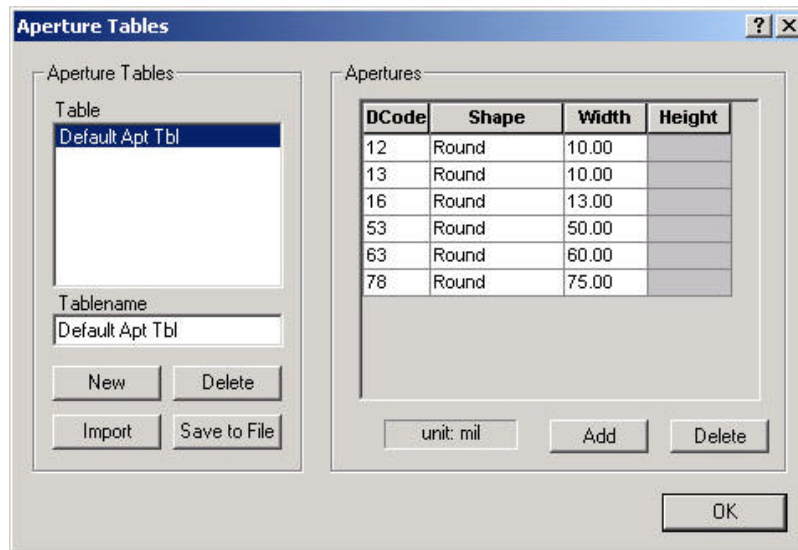 Aperture Tables
Aperture Tables
Table
Default Apt Tbl
Tablename
Default Apt Tbl
New Delete
Import Save to File
Apertures
DCode Shape Width Height
12 Round 10.00
13 Round 10.00
16 Round 13.00
53 Round 50.00
63 Round 60.00
78 Round 75.00
unit: mil Add Delete
OK